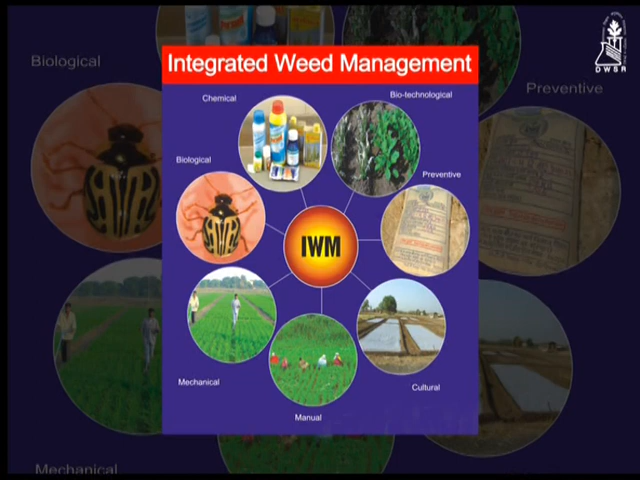 Integrated Weed Management
Chemical
Bio-technological
Biological
Preventive
IWM
Mechanical
Cultural
Manual
Biological
Preventive
Mechanical
DWSR